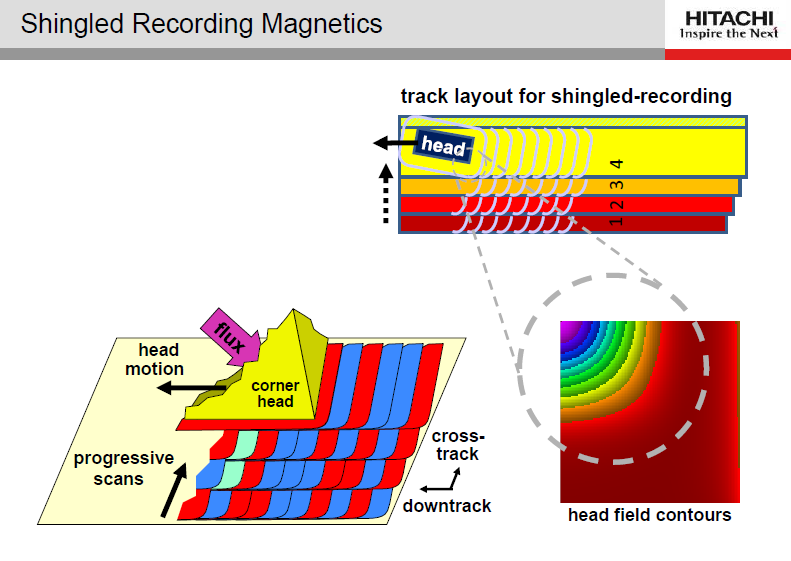 Shingled Recording Magnetics
HITACHI
Inspire the Next
track layout for shingled-recording
head
1 2 3 4
flux
head
motion
corner
head
progressive
scans
cross-
track
downtrack
head field contours